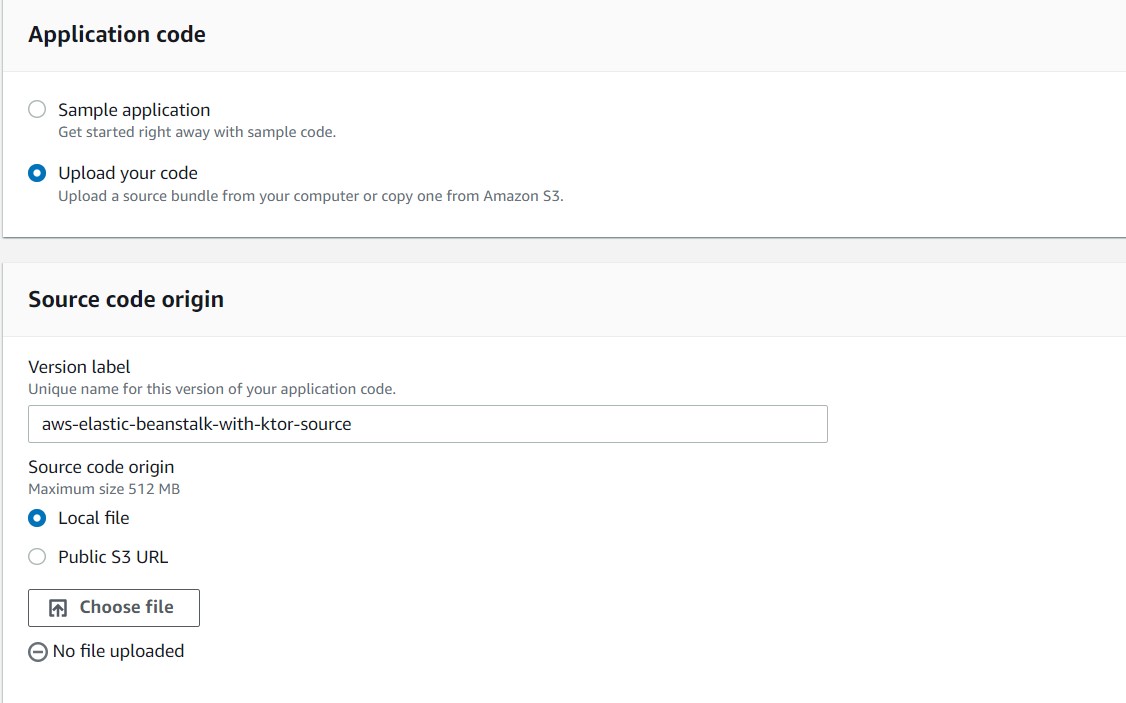 Application code
Sample application
Get started right away with sample code.
Upload your code
Upload a source bundle from your computer or copy one from Amazon S3.
Source code origin
Version label
Unique name for this version of your application code.
aws-elastic-beanstalk-with-ktor-source
Source code origin
Maximum size 512 MB
Local file
Public S3 URL
Choose file
No file uploaded